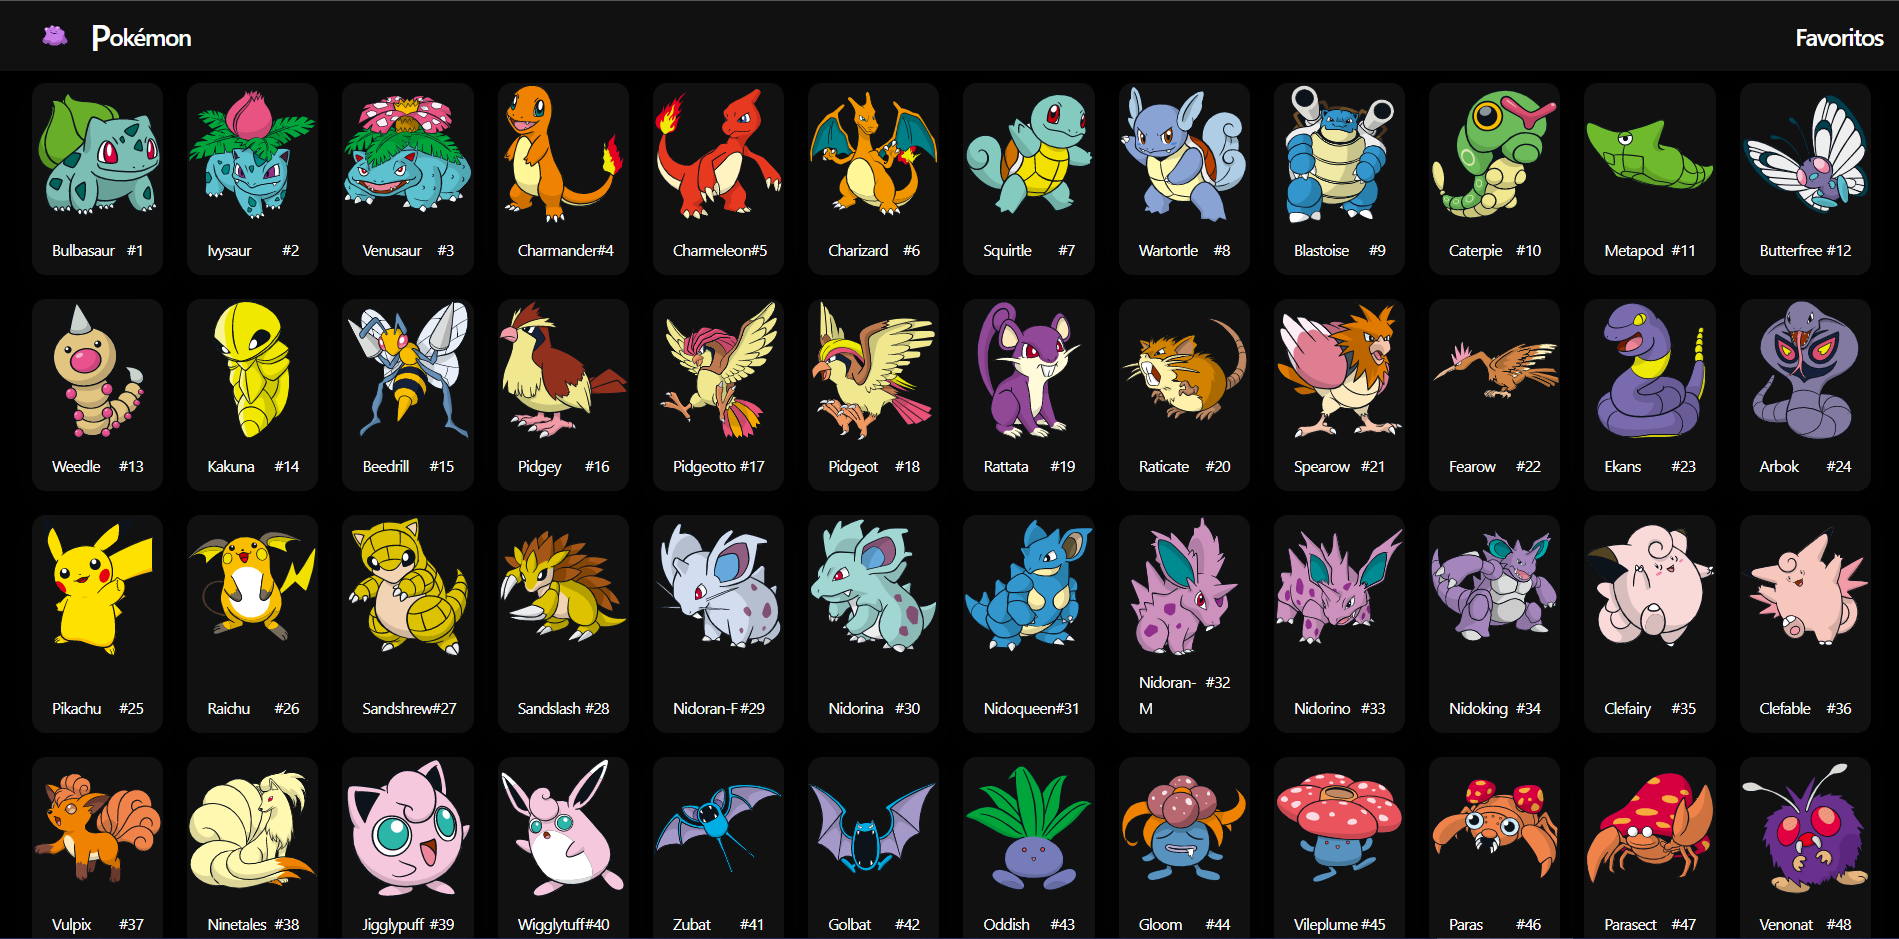 Pokémon Favoritos
Bulbasaur #1 Ivysaur #2 Venusaur #3 Charmander#4 Charmeleon#5 Charizard #6 Squirtle #7 Wartortle #8 Blastoise #9 Caterpie #10 Metapod #11 Butterfree #12
Weedle #13 Kakuna #14 Beedrill #15 Pidgey #16 Pidgeotto #17 Pidgeot #18 Rattata #19 Raticate #20 Spearow #21 Fearow #22 Ekans #23 Arbok #24
Nidoran- #32
Pikachu #25 Raichu #26 Sandshrew#27 Sandslash #28 Nidoran-F #29 Nidorina #30 Nidoqueen#31 M Nidorino #33 Nidoking #34 Clefairy #35 Clefable #36
Vulpix #37 Ninetales #38 Jigglypuff #39 Wigglytuff#40 Zubat #41 Golbat #42 Oddish #43 Gloom #44 Vileplume #45 Paras #46 Parasect #47 Venonat #48